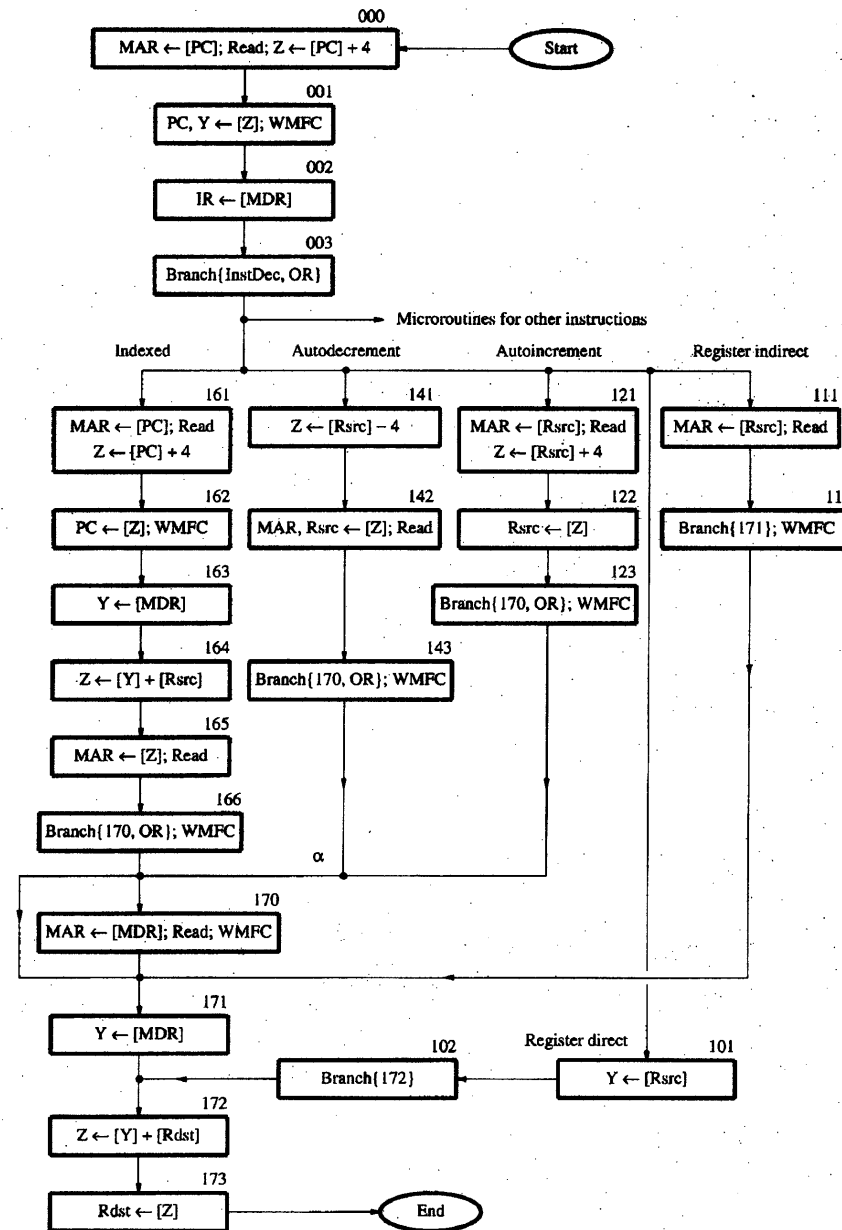 000
MAR ← [PC]; Read; Z ← [PC] + 4
Start
001
PC, Y ← [Z]; WMFC
002
IR ← [MDR]
003
Branch{InstDec, OR}
Microroutines for other instructions
Indexed
Autodecrement
Autoincrement
Register indirect
161
MAR ← [PC]; Read
Z ← [PC] + 4
141
Z ← [Rsrc] − 4
121
MAR ← [Rsrc]; Read
Z ← [Rsrc] + 4
111
MAR ← [Rsrc]; Read
162
PC ← [Z]; WMFC
142
MAR, Rsrc ← [Z]; Read
122
Rsrc ← [Z]
11
Branch{171}; WMFC
163
Y ← [MDR]
123
Branch{170, OR}; WMFC
164
Z ← [Y] + [Rsrc]
143
Branch{170, OR}; WMFC
165
MAR ← [Z]; Read
166
Branch{170, OR}; WMFC
α
170
MAR ← [MDR]; Read; WMFC
171
Y ← [MDR]
Register direct
101
Y ← [Rsrc]
102
Branch{172}
172
Z ← [Y] + [Rdst]
173
Rdst ← [Z]
End